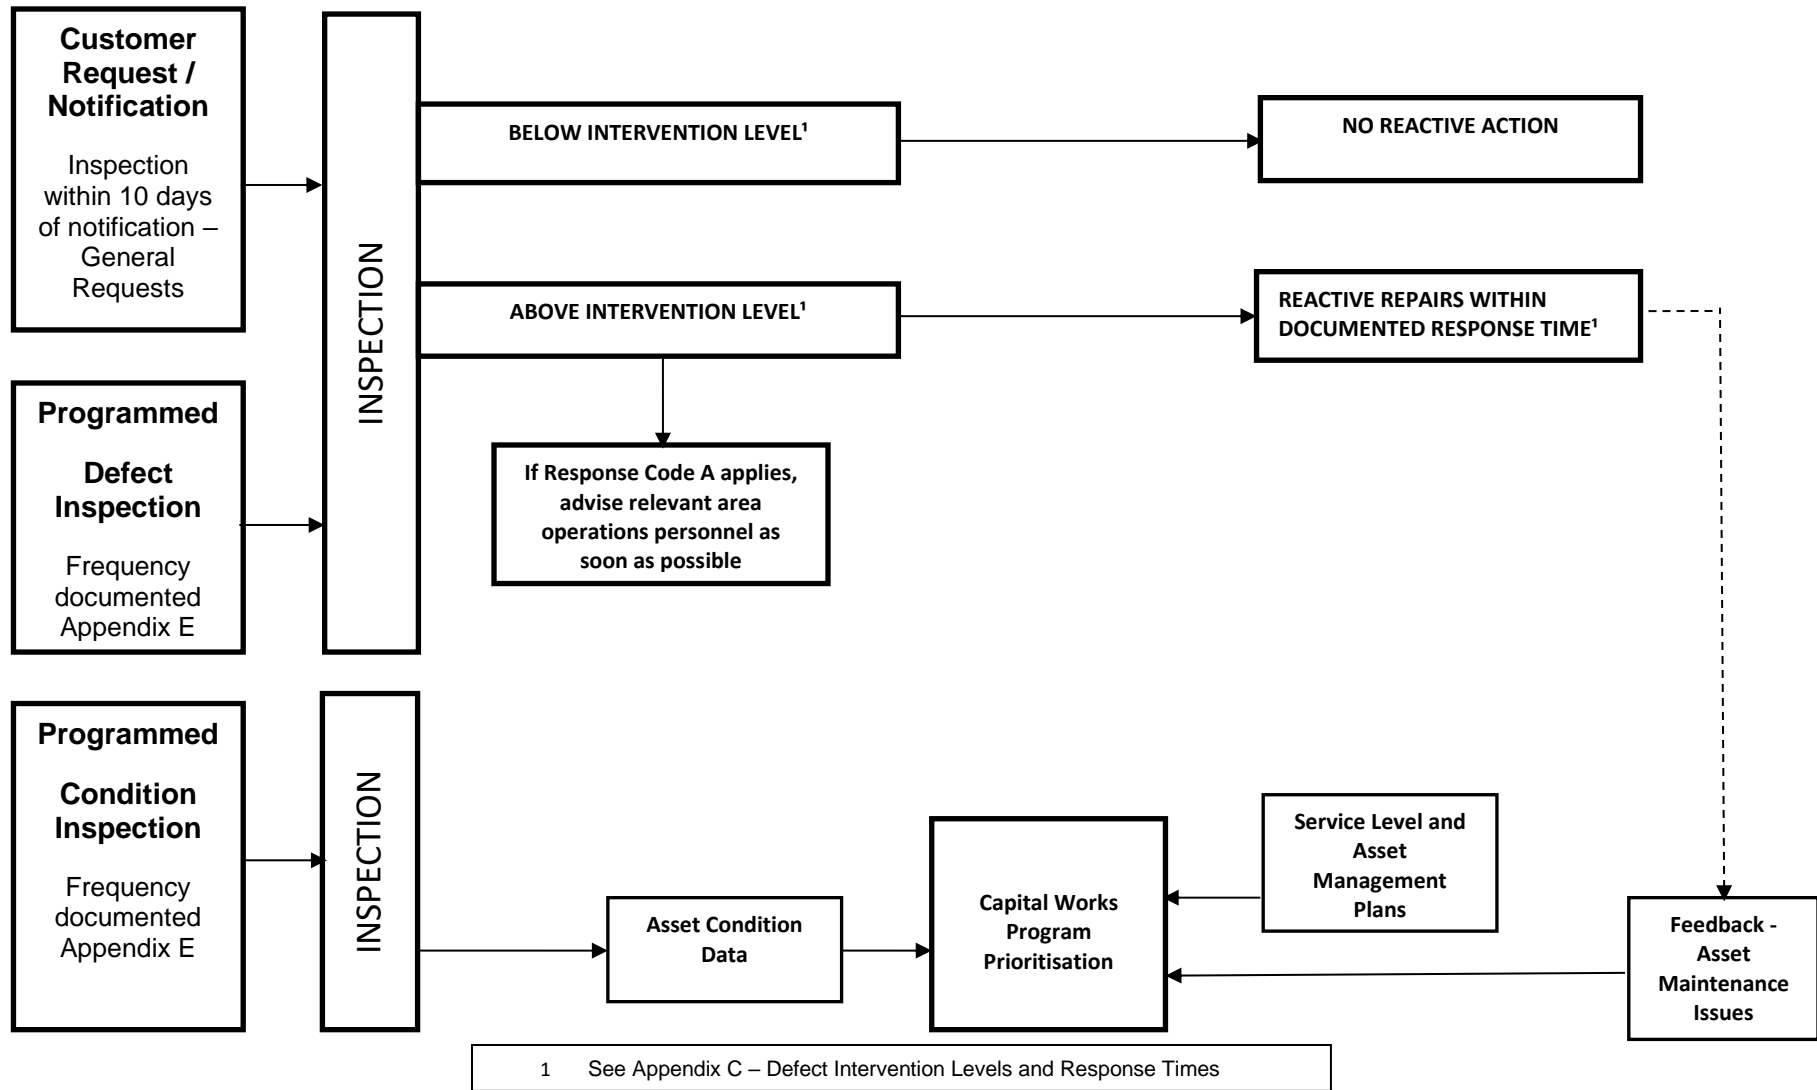 Customer
Request /
Notification
Inspection
within 10 days
of notification –
General
Requests
INSPECTION
BELOW INTERVENTION LEVEL¹
NO REACTIVE ACTION
ABOVE INTERVENTION LEVEL¹
REACTIVE REPAIRS WITHIN
DOCUMENTED RESPONSE TIME¹
If Response Code A applies,
advise relevant area
operations personnel as
soon as possible
Programmed
Defect
Inspection
Frequency
documented
Appendix E
Programmed
Condition
Inspection
Frequency
documented
Appendix E
INSPECTION
Asset Condition
Data
Capital Works
Program
Prioritisation
Service Level and
Asset
Management
Plans
Feedback -
Asset
Maintenance
Issues
1 See Appendix C – Defect Intervention Levels and Response Times